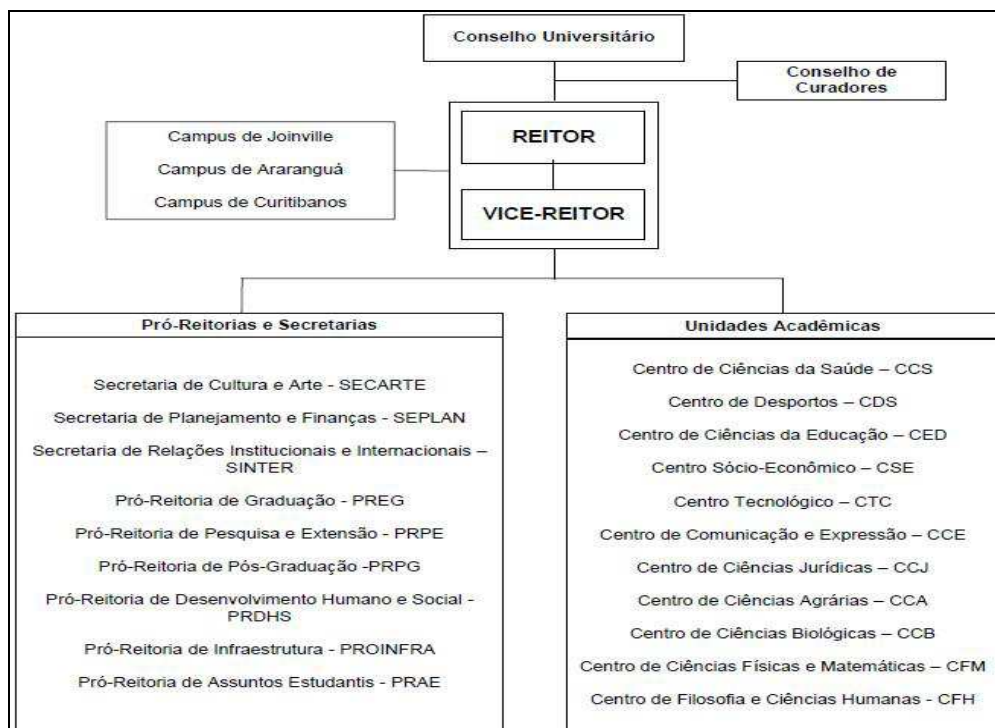 Conselho Universitário
Conselho de
Curadores
Campus de Joinville
Campus de Araranguá
Campus de Curitibanos
REITOR
VICE-REITOR
Pró-Reitorias e Secretarias
Secretaria de Cultura e Arte - SECARTE
Secretaria de Planejamento e Finanças - SEPLAN
Secretaria de Relações Institucionais e Internacionais –
SINTER
Pró-Reitoria de Graduação - PREG
Pró-Reitoria de Pesquisa e Extensão - PRPE
Pró-Reitoria de Pós-Graduação -PRPG
Pró-Reitoria de Desenvolvimento Humano e Social -
PRDHS
Pró-Reitoria de Infraestrutura - PROINFRA
Pró-Reitoria de Assuntos Estudantis - PRAE
Unidades Acadêmicas
Centro de Ciências da Saúde – CCS
Centro de Desportos – CDS
Centro de Ciências da Educação – CED
Centro Sócio-Econômico – CSE
Centro Tecnológico – CTC
Centro de Comunicação e Expressão – CCE
Centro de Ciências Jurídicas – CCJ
Centro de Ciências Agrárias – CCA
Centro de Ciências Biológicas – CCB
Centro de Ciências Físicas e Matemáticas – CFM
Centro de Filosofia e Ciências Humanas - CFH